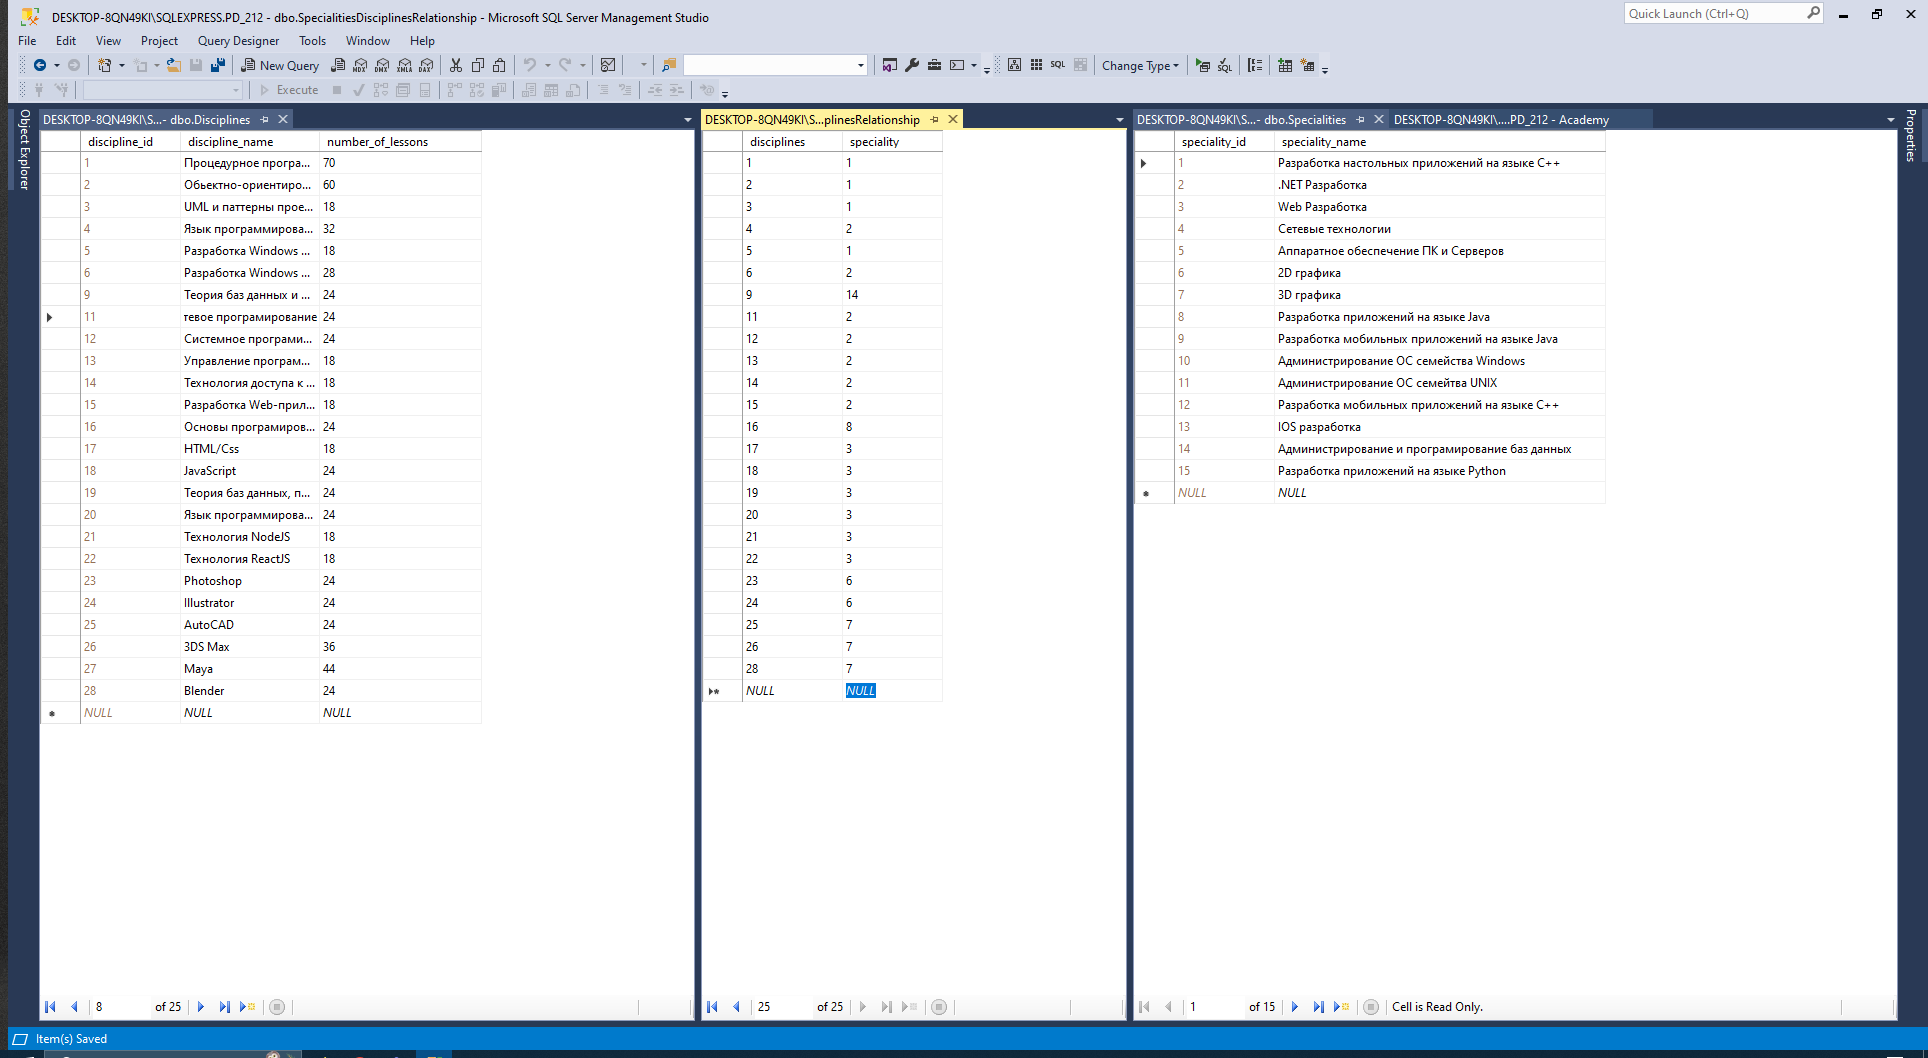 DESKTOP-8QN49KI\SQLEXPRESS.PD_212 - dbo.SpecialitiesDisciplinesRelationship - Microsoft SQL Server Management Studio
Quick Launch (Ctrl+Q)
File Edit View Project Query Designer Tools Window Help
New Query MDX DMX XMLA DAX SQL Change Type SQL
Execute
Object Explorer
DESKTOP-8QN49KI\S...- dbo.Disciplines
discipline_id discipline_name number_of_lessons
1 Процедурное програ... 70
2 Обьектно-ориентиро... 60
3 UML и паттерны прое... 18
4 Язык программирова... 32
5 Разработка Windows ... 18
6 Разработка Windows ... 28
9 Теория баз данных и ... 24
11 тевое програмирование 24
12 Системное програми... 24
13 Управление програм... 18
14 Технология доступа к ... 18
15 Разработка Web-прил... 18
16 Основы програмиров... 24
17 HTML/Css 18
18 JavaScript 24
19 Теория баз данных, п... 24
20 Язык программирова... 24
21 Технология NodeJS 18
22 Технология ReactJS 18
23 Photoshop 24
24 Illustrator 24
25 AutoCAD 24
26 3DS Max 36
27 Maya 44
28 Blender 24
NULL NULL NULL
8 of 25
DESKTOP-8QN49KI\S...plinesRelationship
disciplines speciality
1 1
2 1
3 1
4 2
5 1
6 2
9 14
11 2
12 2
13 2
14 2
15 2
16 8
17 3
18 3
19 3
20 3
21 3
22 3
23 6
24 6
25 7
26 7
28 7
NULL NULL
25 of 25
DESKTOP-8QN49KI\S...- dbo.Specialities DESKTOP-8QN49KI\....PD_212 - Academy
speciality_id speciality_name
1 Разработка настольных приложений на языке C++
2 .NET Разработка
3 Web Разработка
4 Сетевые технологии
5 Аппаратное обеспечение ПК и Серверов
6 2D графика
7 3D графика
8 Разработка приложений на языке Java
9 Разработка мобильных приложений на языке Java
10 Администрирование ОС семейства Windows
11 Администрирование ОС семейтва UNIX
12 Разработка мобильных приложений на языке C++
13 IOS разработка
14 Администрирование и програмирование баз данных
15 Разработка приложений на языке Python
NULL NULL
1 of 15 Cell is Read Only.
Properties
Item(s) Saved